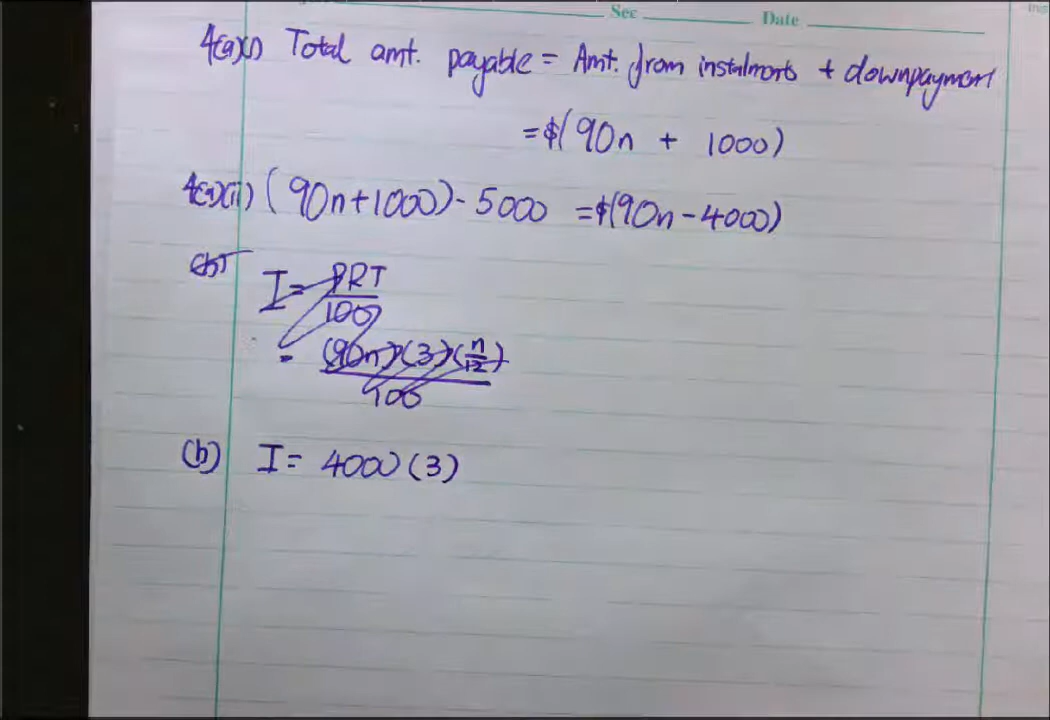 Sec Date
4(a)(i) Total amt. payable = Amt. from instalments + downpayment
= $(90n + 1000)
4(a)(ii) (90n+1000) - 5000 = $(90n - 4000)
(b) I = PRT/100
= (90n)(3)(n/12)/100
(b) I = 4000(3)